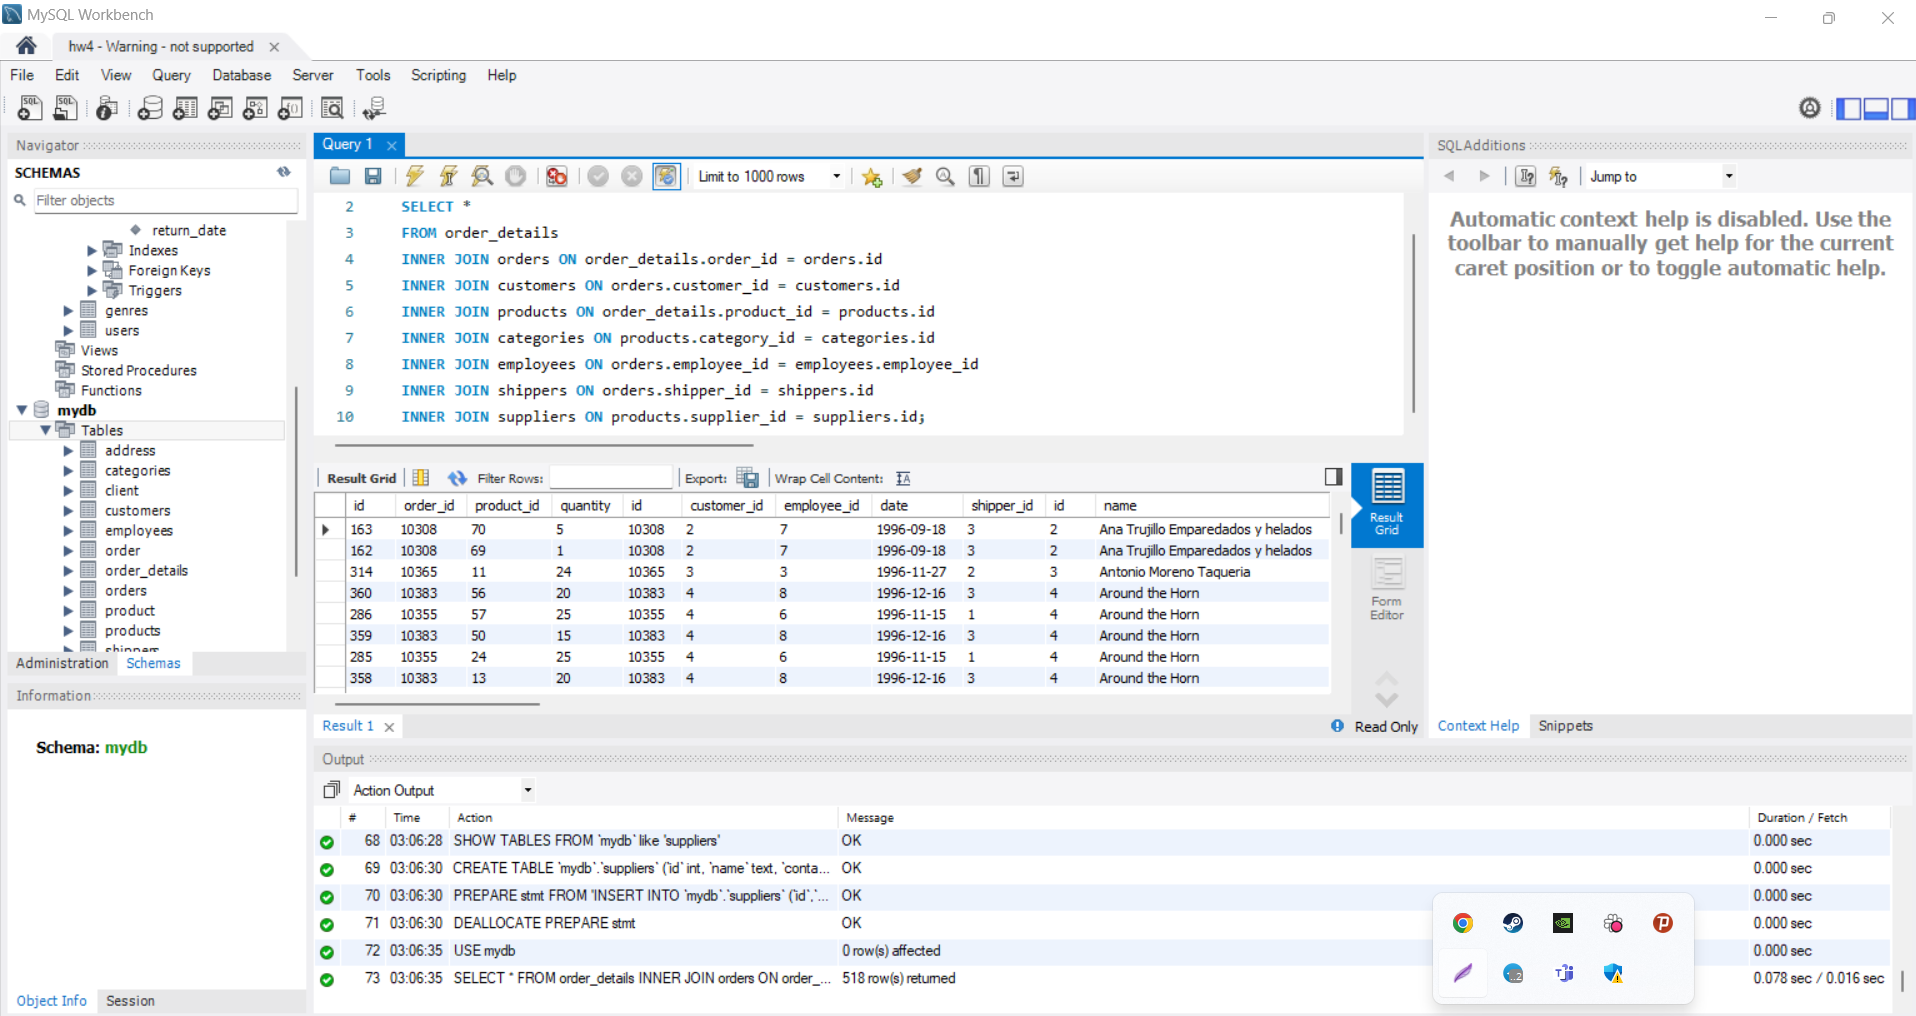 MySQL Workbench
hw4 - Warning - not supported
File Edit View Query Database Server Tools Scripting Help
Navigator
SCHEMAS
Filter objects
return_date
Indexes
Foreign Keys
Triggers
genres
users
Views
Stored Procedures
Functions
mydb
Tables
address
categories
client
customers
employees
order
order_details
orders
product
products
shippers
Administration Schemas
Information
Schema: mydb
Object Info Session
Query 1
Limit to 1000 rows
2 SELECT *
3 FROM order_details
4 INNER JOIN orders ON order_details.order_id = orders.id
5 INNER JOIN customers ON orders.customer_id = customers.id
6 INNER JOIN products ON order_details.product_id = products.id
7 INNER JOIN categories ON products.category_id = categories.id
8 INNER JOIN employees ON orders.employee_id = employees.employee_id
9 INNER JOIN shippers ON orders.shipper_id = shippers.id
10 INNER JOIN suppliers ON products.supplier_id = suppliers.id;
Result Grid Filter Rows: Export: Wrap Cell Content:
id order_id product_id quantity id customer_id employee_id date shipper_id id name
163 10308 70 5 10308 2 7 1996-09-18 3 2 Ana Trujillo Emparedados y helados
162 10308 69 1 10308 2 7 1996-09-18 3 2 Ana Trujillo Emparedados y helados
314 10365 11 24 10365 3 3 1996-11-27 2 3 Antonio Moreno Taqueria
360 10383 56 20 10383 4 8 1996-12-16 3 4 Around the Horn
286 10355 57 25 10355 4 6 1996-11-15 1 4 Around the Horn
359 10383 50 15 10383 4 8 1996-12-16 3 4 Around the Horn
285 10355 24 25 10355 4 6 1996-11-15 1 4 Around the Horn
358 10383 13 20 10383 4 8 1996-12-16 3 4 Around the Horn
Result
Grid
Form
Editor
Result 1
Read Only
SQLAdditions
Jump to
Automatic context help is disabled. Use the
toolbar to manually get help for the current
caret position or to toggle automatic help.
Context Help Snippets
Output
Action Output
# Time Action Message Duration / Fetch
68 03:06:28 SHOW TABLES FROM `mydb` like 'suppliers' OK 0.000 sec
69 03:06:30 CREATE TABLE `mydb`.`suppliers` (`id` int, `name` text, `conta... OK 0.000 sec
70 03:06:30 PREPARE stmt FROM 'INSERT INTO `mydb`.`suppliers` (`id`,`... OK 0.000 sec
71 03:06:30 DEALLOCATE PREPARE stmt OK 0.000 sec
72 03:06:35 USE mydb 0 row(s) affected 0.000 sec
73 03:06:35 SELECT * FROM order_details INNER JOIN orders ON order_... 518 row(s) returned 0.078 sec / 0.016 sec